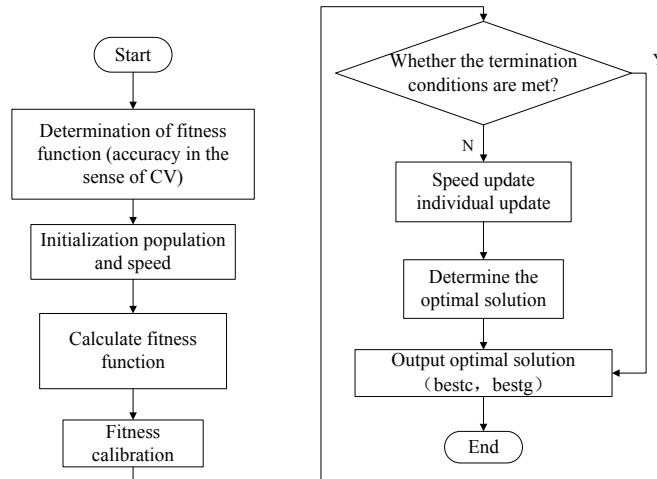 Start
Determination of fitness
function (accuracy in the
sense of CV)
Initialization population
and speed
Calculate fitness
function
Fitness
calibration
Whether the termination
conditions are met?
Y
N
Speed update
individual update
Determine the
optimal solution
Output optimal solution
（bestc，bestg）
End